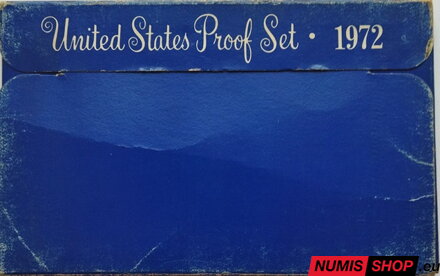 United States Proof Set • 1972
NUMIS SHOP.eu